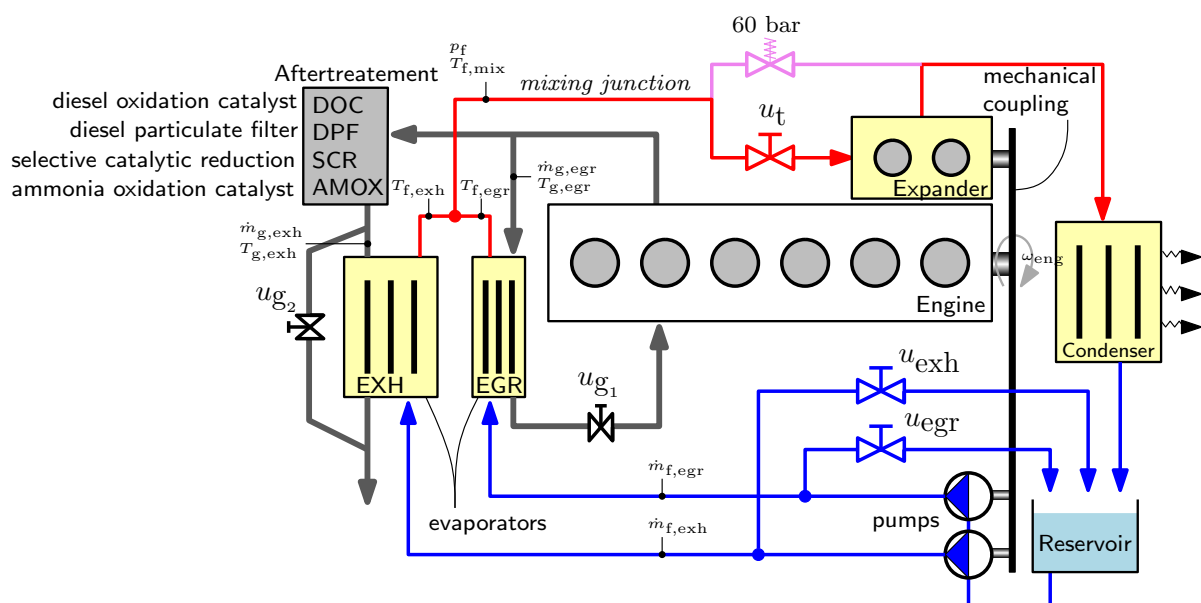 60 bar
p_f
T_f,mix
mixing junction
mechanical
coupling
Aftertreatement
diesel oxidation catalyst
DOC
diesel particulate filter
DPF
selective catalytic reduction
SCR
ammonia oxidation catalyst
AMOX
u_t
ṁ_g,egr
T_g,egr
Expander
T_f,exh
T_f,egr
ṁ_g,exh
T_g,exh
ω_eng
Engine
u_g₂
Condenser
EXH
EGR
u_g₁
u_exh
u_egr
ṁ_f,egr
evaporators
pumps
ṁ_f,exh
Reservoir